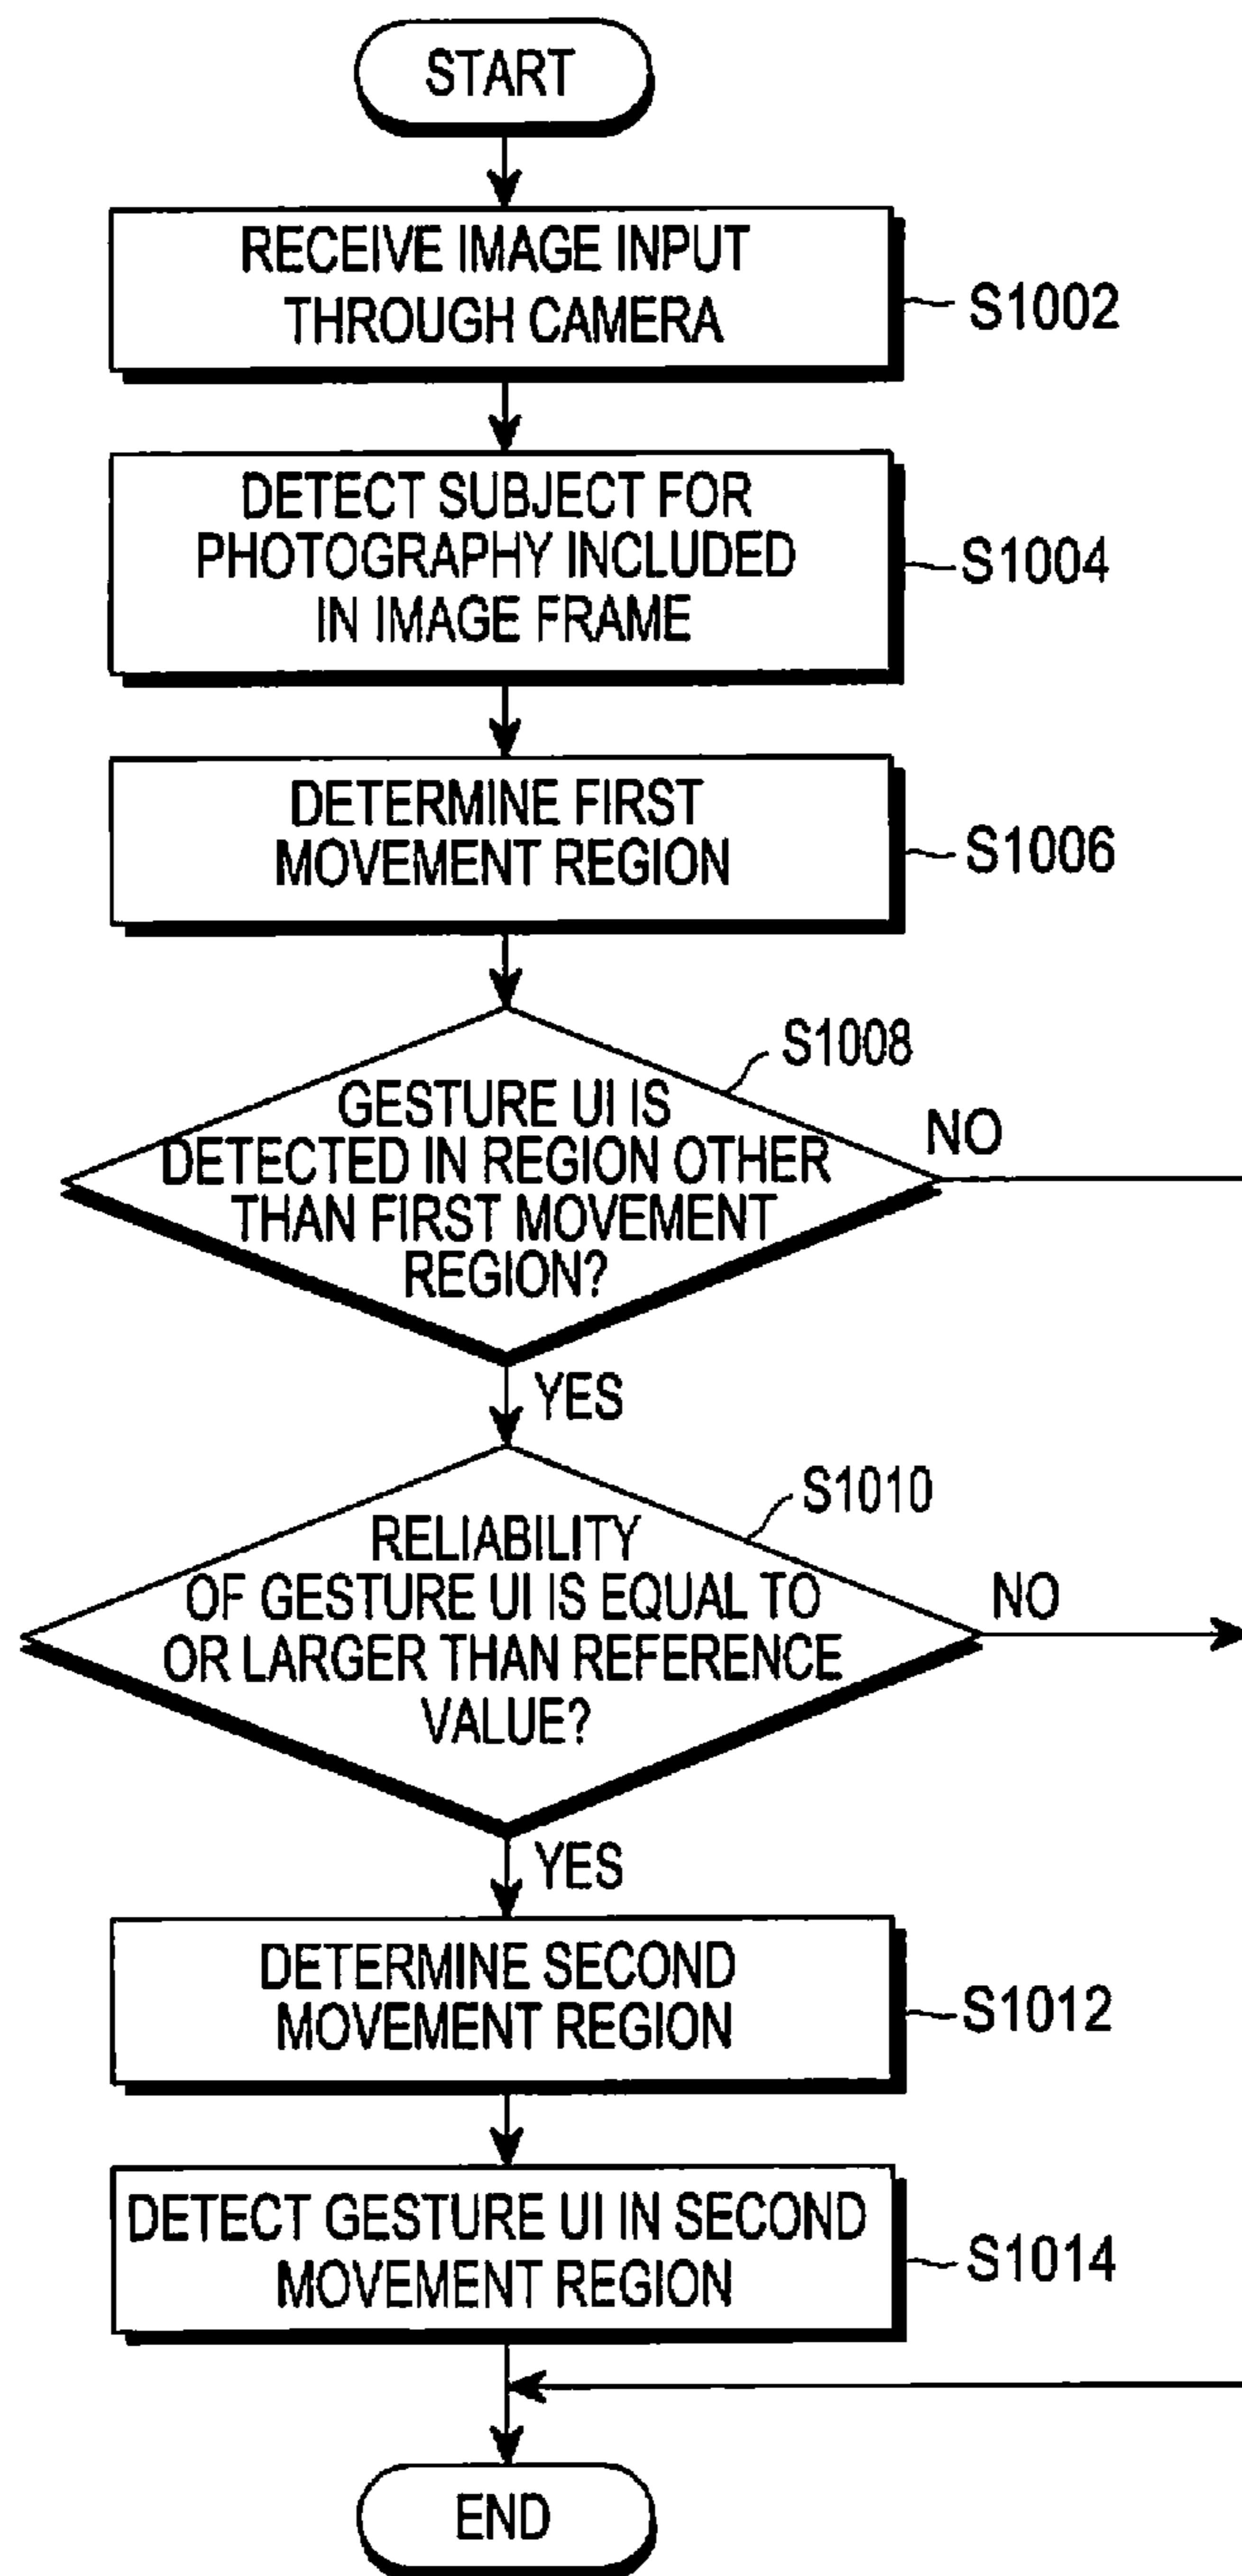 START
RECEIVE IMAGE INPUT
THROUGH CAMERA
S1002
DETECT SUBJECT FOR
PHOTOGRAPHY INCLUDED
IN IMAGE FRAME
S1004
DETERMINE FIRST
MOVEMENT REGION
S1006
S1008
GESTURE UI IS
DETECTED IN REGION OTHER
THAN FIRST MOVEMENT
REGION?
NO
YES
S1010
RELIABILITY
OF GESTURE UI IS EQUAL TO
OR LARGER THAN REFERENCE
VALUE?
NO
YES
DETERMINE SECOND
MOVEMENT REGION
S1012
DETECT GESTURE UI IN SECOND
MOVEMENT REGION
S1014
END